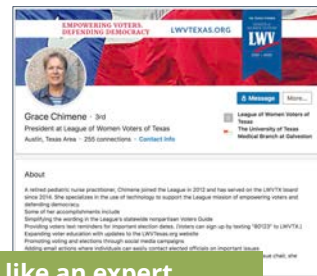 EMPOWERING VOTERS.
DEFENDING DEMOCRACY
LWVTEXAS.ORG
LWV
Message
More...
Grace Chimene · 3rd
President at League of Women Voters of Texas
Austin, Texas Area · 255 connections · Contact info
League of Women Voters of Texas
The University of Texas Medical Branch at Galveston
About
A retired pediatric nurse practitioner, Chimene joined the League in 2012 and has served on the LWVTX board
since 2014. She specializes in the use of technology to support the League mission of empowering voters and
defending democracy.
Some of her accomplishments include
Simplifying the wording in the League's statewide nonpartisan Voters Guide
Providing voters text reminders for important election dates. (Voters can sign up by texting "80123" to LWVTX.)
Expanding voter education with updates to the LWVTexas.org website
Promoting voting and elections through social media campaigns
Adding email actions where individuals can easily contact elected officials on important issues
ue chair, she
like an expert